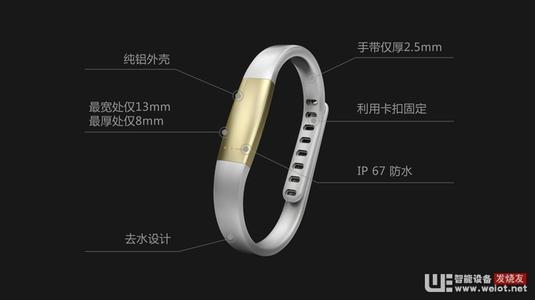 纯铝外壳
手带仅厚2.5mm
最宽处仅13mm
最厚处仅8mm
利用卡扣固定
IP 67 防水
去水设计
智能设备 发烧友
www.weiot.net